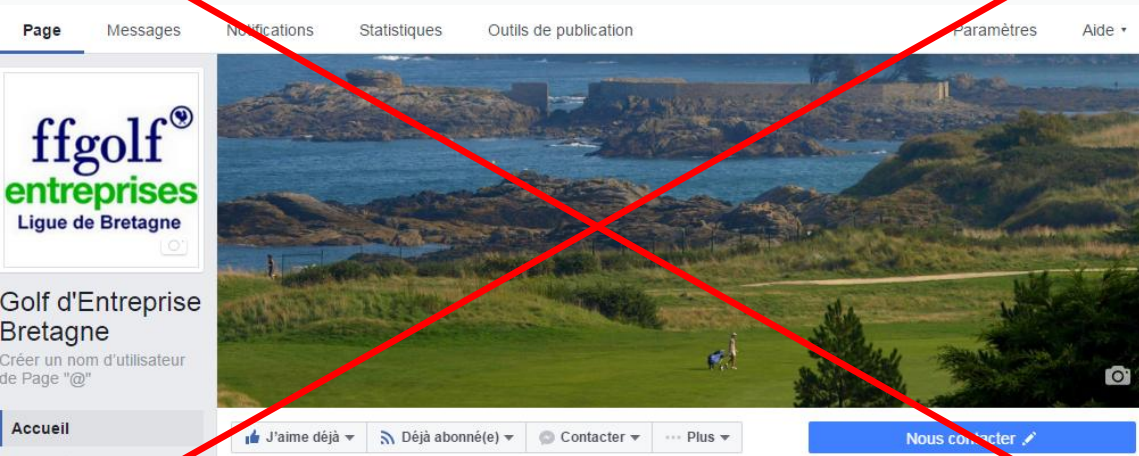 Page Messages Notifications Statistiques Outils de publication Paramètres Aide
ffgolf®
entreprises
Ligue de Bretagne
Golf d'Entreprise
Bretagne
Créer un nom d'utilisateur
de Page "@"
Accueil
J'aime déjà Déjà abonné(e) Contacter Plus Nous contacter